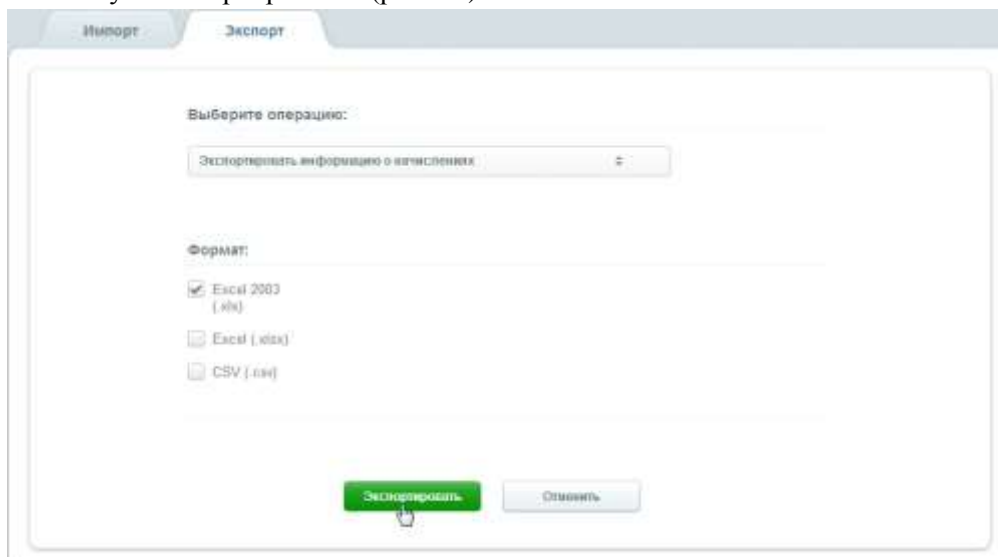 Импорт
Экспорт
Выберите операцию:
Экспортировать информацию о начислениях
Формат:
Excel 2003
(.xls)
Excel (.xlsx)
CSV (.csv)
Экспортировать
Отменить